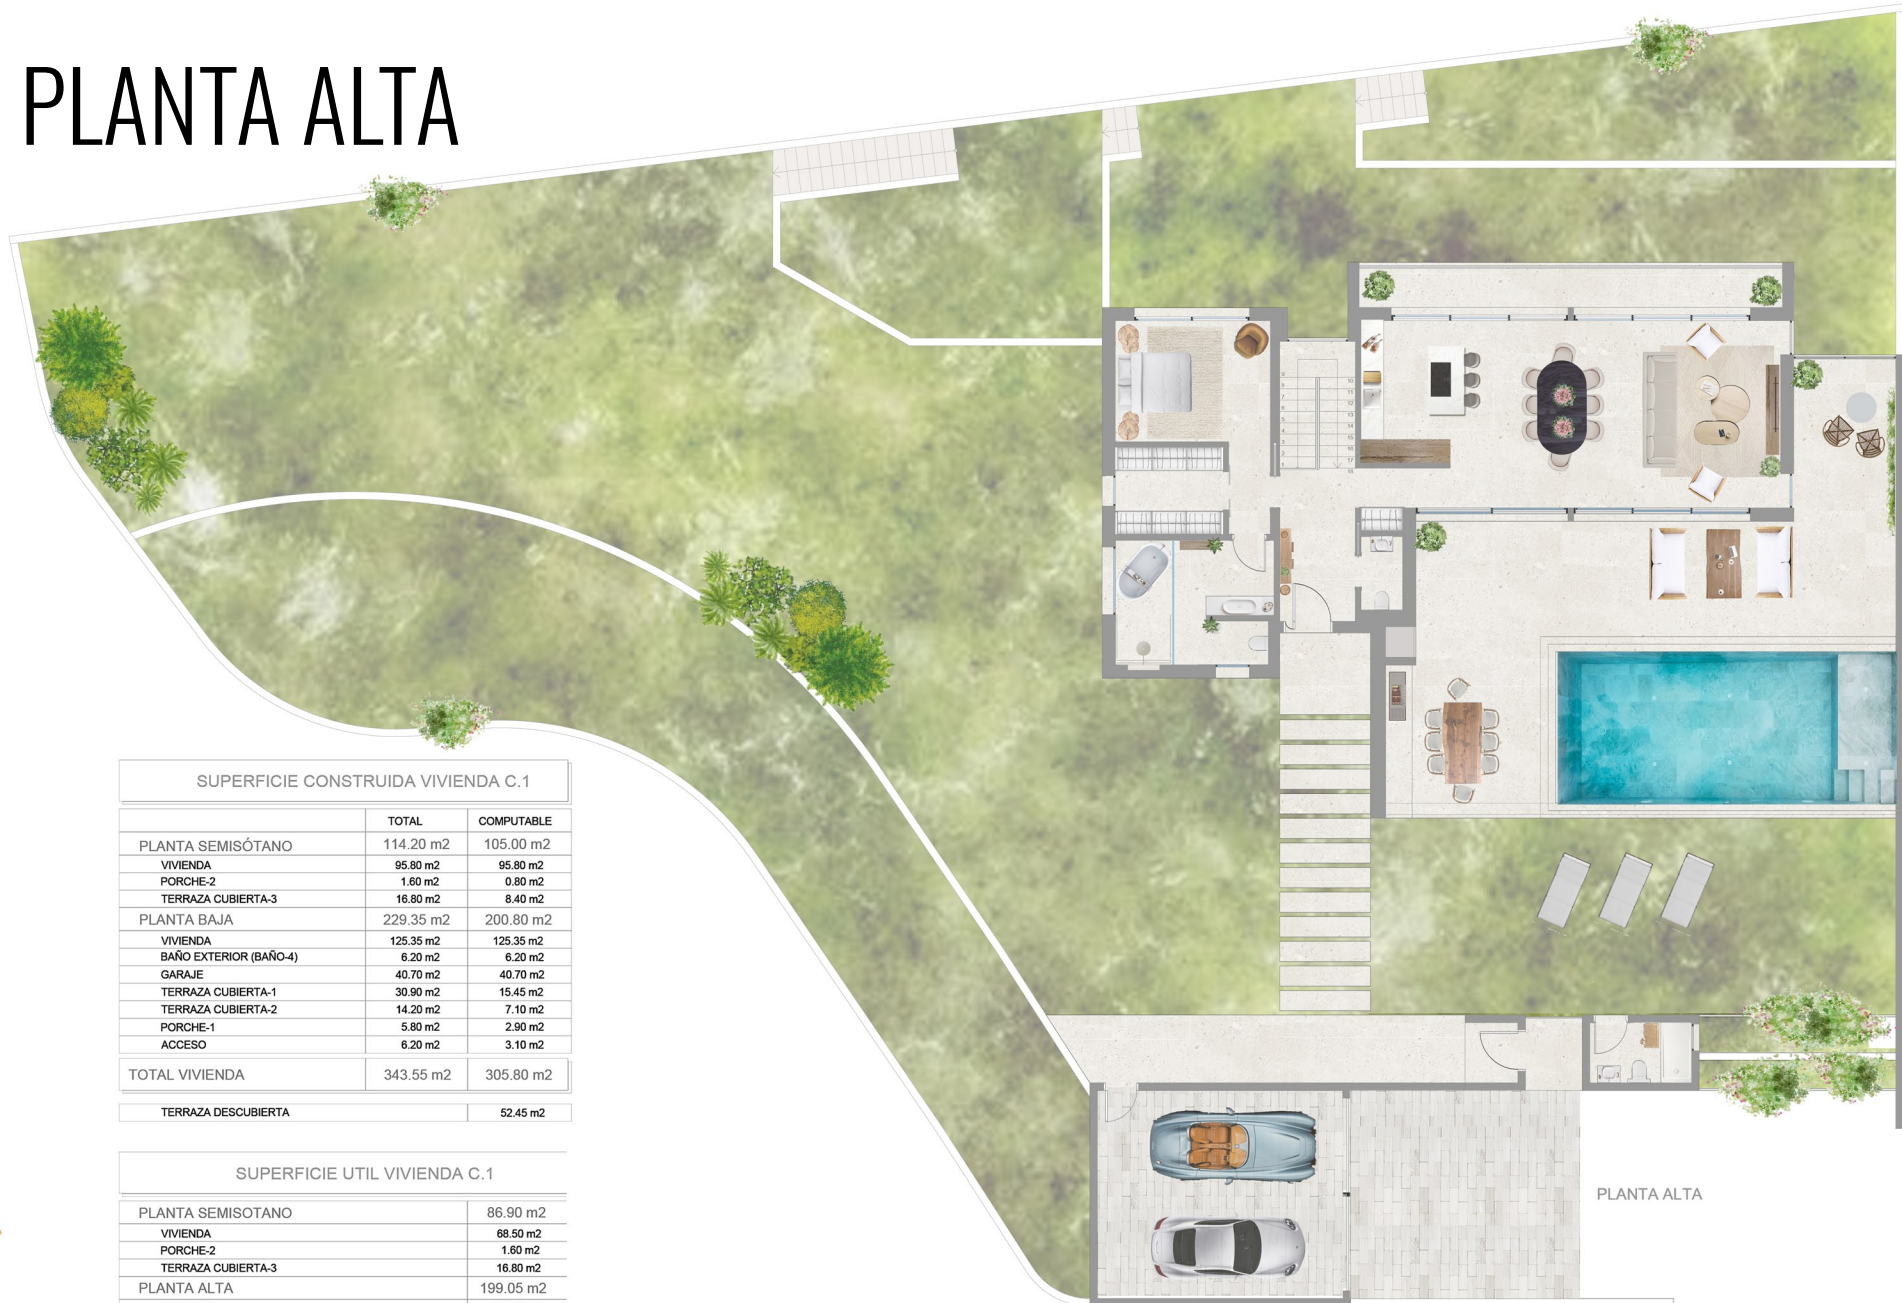 PLANTA ALTA
SUPERFICIE CONSTRUIDA VIVIENDA C.1
TOTAL COMPUTABLE
PLANTA SEMISÓTANO 114.20 m2 105.00 m2
VIVIENDA 95.80 m2 95.80 m2
PORCHE-2 1.60 m2 0.80 m2
TERRAZA CUBIERTA-3 16.80 m2 8.40 m2
PLANTA BAJA 229.35 m2 200.80 m2
VIVIENDA 125.35 m2 125.35 m2
BAÑO EXTERIOR (BAÑO-4) 6.20 m2 6.20 m2
GARAJE 40.70 m2 40.70 m2
TERRAZA CUBIERTA-1 30.90 m2 15.45 m2
TERRAZA CUBIERTA-2 14.20 m2 7.10 m2
PORCHE-1 5.80 m2 2.90 m2
ACCESO 6.20 m2 3.10 m2
TOTAL VIVIENDA 343.55 m2 305.80 m2
TERRAZA DESCUBIERTA 52.45 m2
SUPERFICIE UTIL VIVIENDA C.1
PLANTA SEMISOTANO 86.90 m2
VIVIENDA 68.50 m2
PORCHE-2 1.60 m2
TERRAZA CUBIERTA-3 16.80 m2
PLANTA ALTA 199.05 m2
PLANTA ALTA